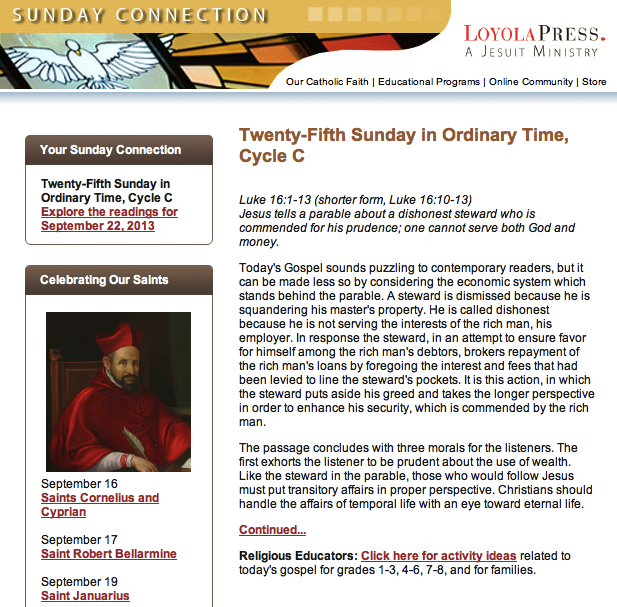 SUNDAY CONNECTION
LOYOLAPRESS.
A JESUIT MINISTRY
Our Catholic Faith | Educational Programs | Online Community | Store
Your Sunday Connection
Twenty-Fifth Sunday in
Ordinary Time, Cycle C
Explore the readings for
September 22, 2013
Celebrating Our Saints
September 16
Saints Cornelius and
Cyprian
September 17
Saint Robert Bellarmine
September 19
Saint Januarius
Twenty-Fifth Sunday in Ordinary Time,
Cycle C
Luke 16:1-13 (shorter form, Luke 16:10-13)
Jesus tells a parable about a dishonest steward who is
commended for his prudence; one cannot serve both God and
money.
Today's Gospel sounds puzzling to contemporary readers, but it
can be made less so by considering the economic system which
stands behind the parable. A steward is dismissed because he is
squandering his master's property. He is called dishonest
because he is not serving the interests of the rich man, his
employer. In response the steward, in an attempt to ensure favor
for himself among the rich man's debtors, brokers repayment of
the rich man's loans by foregoing the interest and fees that had
been levied to line the steward's pockets. It is this action, in which
the steward puts aside his greed and takes the longer perspective
in order to enhance his security, which is commended by the rich
man.
The passage concludes with three morals for the listeners. The
first exhorts the listener to be prudent about the use of wealth.
Like the steward in the parable, those who would follow Jesus
must put transitory affairs in proper perspective. Christians should
handle the affairs of temporal life with an eye toward eternal life.
Continued...
Religious Educators: Click here for activity ideas related to
today's gospel for grades 1-3, 4-6, 7-8, and for families.